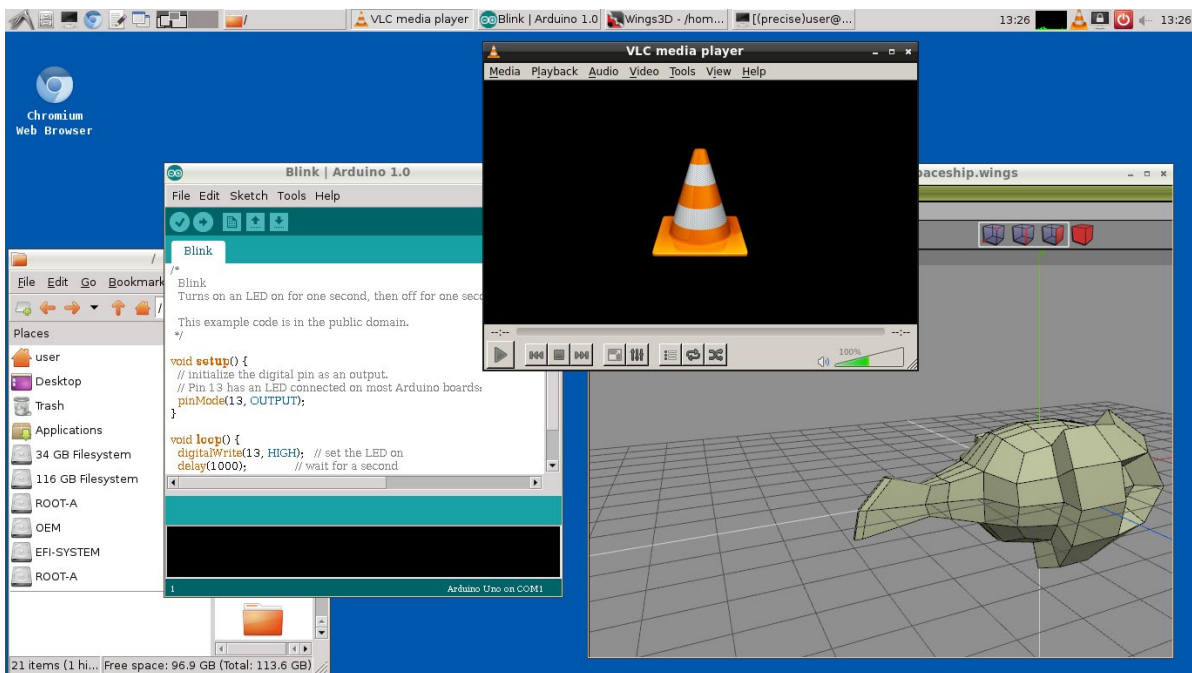 /
VLC media player
Blink | Arduino 1.0
Wings3D - /hom...
[(precise)user@...
13:26
13:26
Chromium
Web Browser
VLC media player
Media Playback Audio Video Tools View Help
--:--
--:--
100%
Blink | Arduino 1.0
File Edit Sketch Tools Help
Blink
/*
Blink
Turns on an LED on for one second, then off for one seco
This example code is in the public domain.
*/
void setup() {
// initialize the digital pin as an output.
// Pin 13 has an LED connected on most Arduino boards:
pinMode(13, OUTPUT);
}
void loop() {
digitalWrite(13, HIGH); // set the LED on
delay(1000); // wait for a second
1
Arduino Uno on COM1
paceship.wings
/
File Edit Go Bookmark
/
Places
user
Desktop
Trash
Applications
34 GB Filesystem
116 GB Filesystem
ROOT-A
OEM
EFI-SYSTEM
ROOT-A
21 items (1 hi... Free space: 96.9 GB (Total: 113.6 GB)